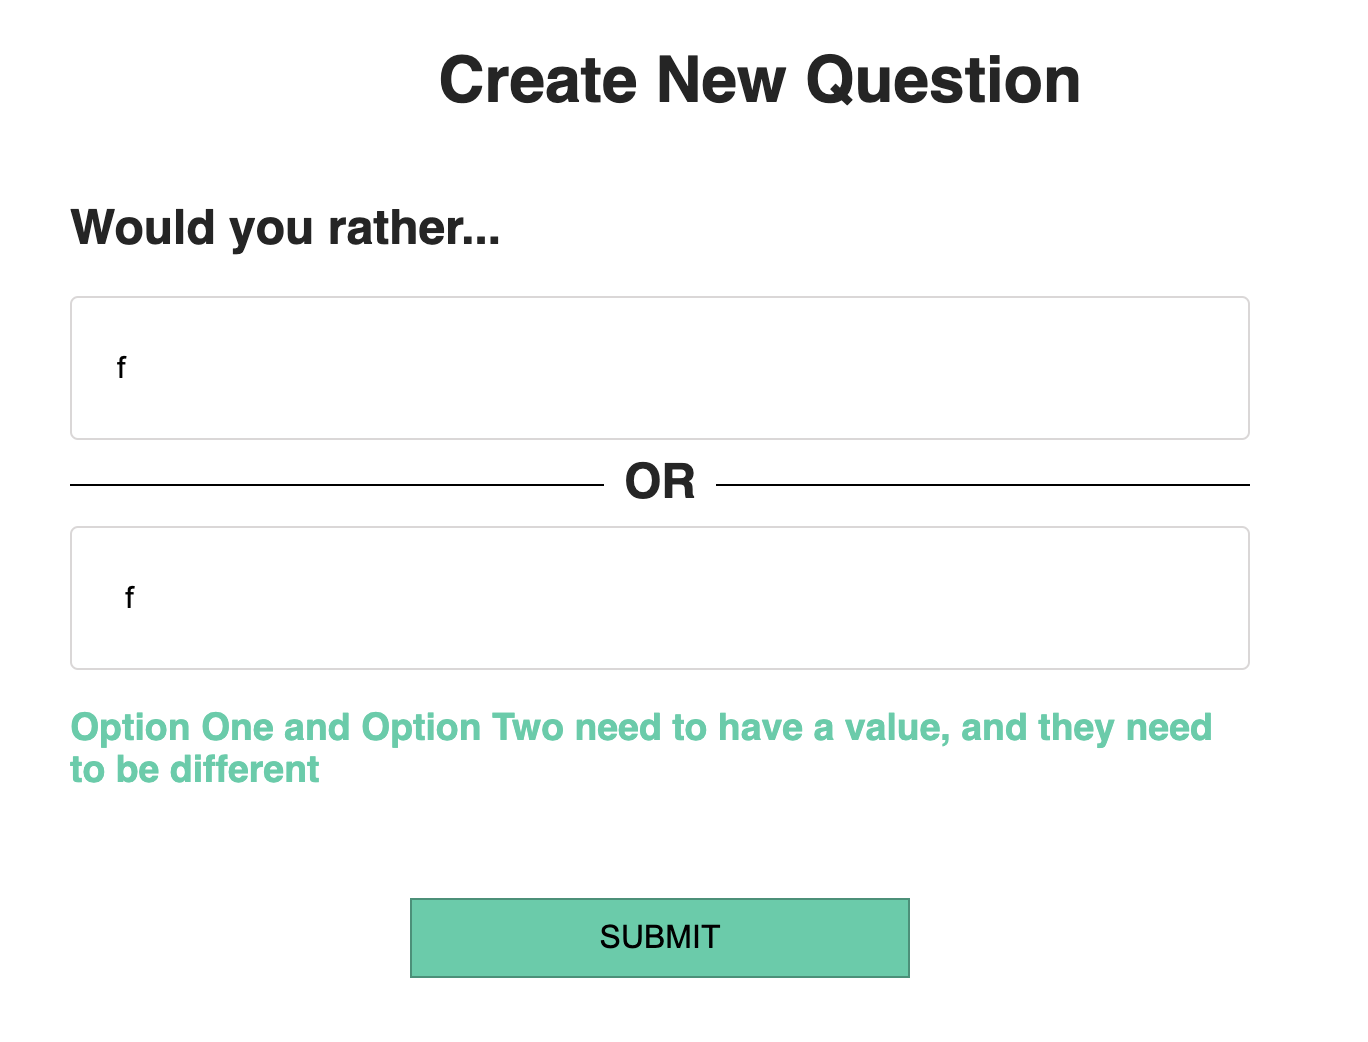 Create New Question
Would you rather...
f
OR
f
Option One and Option Two need to have a value, and they need
to be different
SUBMIT